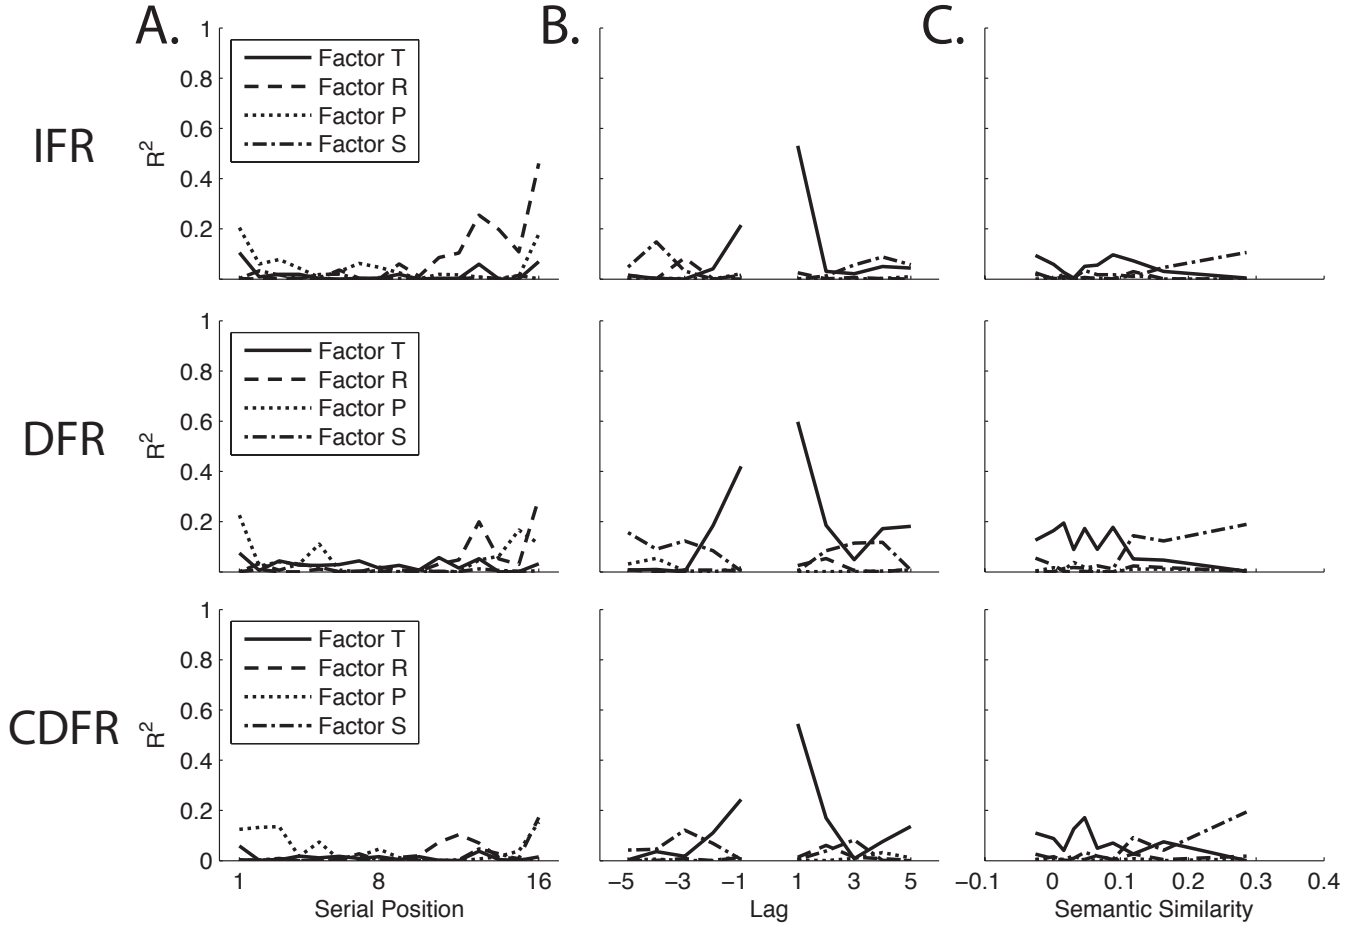 A.
B.
C.
IFR
R2
1
0.8
0.6
0.4
0.2
Factor T
Factor R
Factor P
Factor S
DFR
R2
1
0.8
0.6
0.4
0.2
Factor T
Factor R
Factor P
Factor S
CDFR
R2
1
0.8
0.6
0.4
0.2
0
Factor T
Factor R
Factor P
Factor S
1 8 16
Serial Position
−5 −3 −1 1 3 5
Lag
−0.1 0 0.1 0.2 0.3 0.4
Semantic Similarity